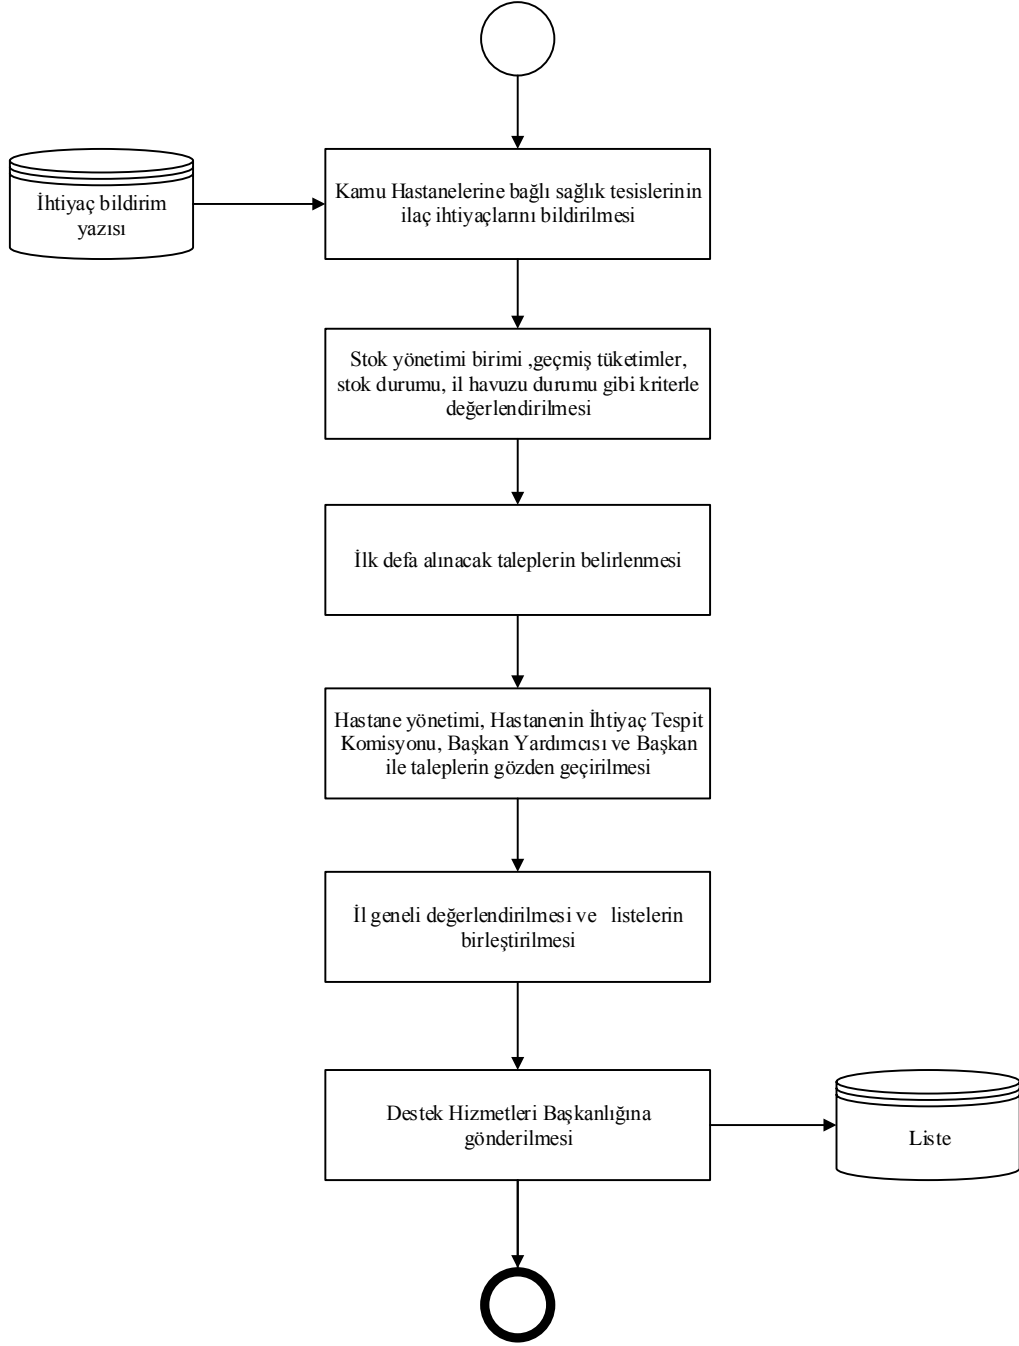 İhtiyaç bildirim
yazısı
Kamu Hastanelerine bağlı sağlık tesislerinin
ilaç ihtiyaçlarını bildirilmesi
Stok yönetimi birimi ,geçmiş tüketimler,
stok durumu, il havuzu durumu gibi kriterle
değerlendirilmesi
İlk defa alınacak taleplerin belirlenmesi
Hastane yönetimi, Hastanenin İhtiyaç Tespit
Komisyonu, Başkan Yardımcısı ve Başkan
ile taleplerin gözden geçirilmesi
İl geneli değerlendirilmesi ve listelerin
birleştirilmesi
Destek Hizmetleri Başkanlığına
gönderilmesi
Liste